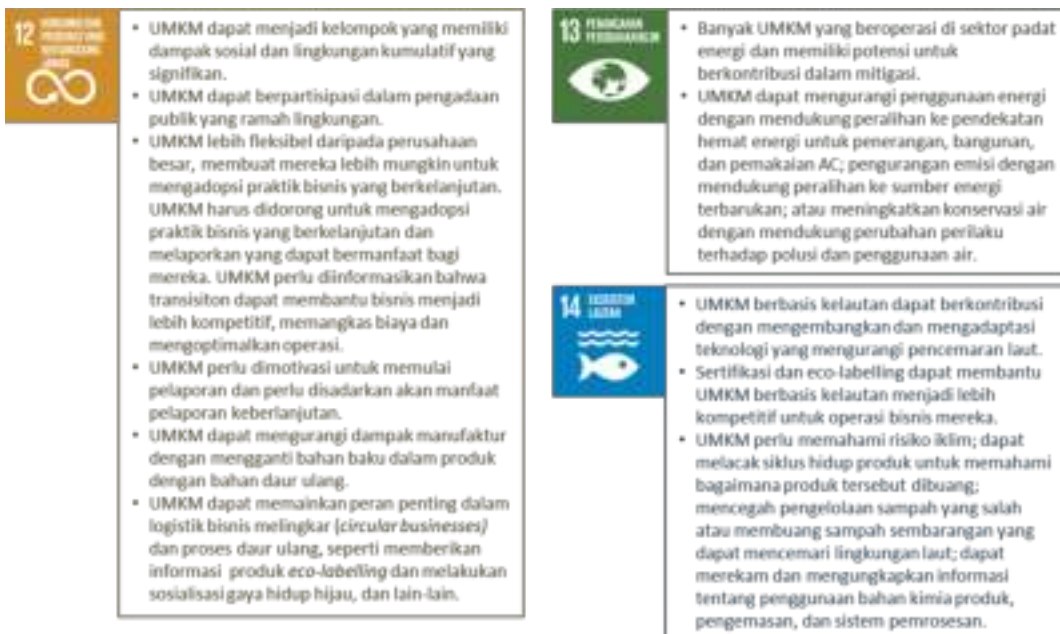 12
• UMKM dapat menjadi kelompok yang memiliki
dampak sosial dan lingkungan kumulatif yang
signifikan.
• UMKM dapat berpartisipasi dalam pengadaan
publik yang ramah lingkungan.
• UMKM lebih fleksibel daripada perusahaan
besar, membuat mereka lebih mungkin untuk
mengadopsi praktik bisnis yang berkelanjutan.
UMKM harus didorong untuk mengadopsi
praktik bisnis yang berkelanjutan dan
melaporkan yang dapat bermanfaat bagi
mereka. UMKM perlu diinformasikan bahwa
transisiton dapat membantu bisnis menjadi
lebih kompetitif, memangkas biaya dan
mengoptimalkan operasi.
• UMKM perlu dimotivasi untuk memulai
pelaporan dan perlu disadarkan akan manfaat
pelaporan keberlanjutan.
• UMKM dapat mengurangi dampak manufaktur
dengan mengganti bahan baku dalam produk
dengan bahan daur ulang.
• UMKM dapat memainkan peran penting dalam
logistik bisnis melingkar (circular businesses)
dan proses daur ulang, seperti memberikan
informasi produk eco-labelling dan melakukan
sosialisasi gaya hidup hijau, dan lain-lain.
13
• Banyak UMKM yang beroperasi di sektor padat
energi dan memiliki potensi untuk
berkontribusi dalam mitigasi.
• UMKM dapat mengurangi penggunaan energi
dengan mendukung peralihan ke pendekatan
hemat energi untuk penerangan, bangunan,
dan pemakaian AC; pengurangan emisi dengan
mendukung peralihan ke sumber energi
terbarukan; atau meningkatkan konservasi air
dengan mendukung perubahan perilaku
terhadap polusi dan penggunaan air.
14 EKOSISTEM
LAUTAN
• UMKM berbasis kelautan dapat berkontribusi
dengan mengembangkan dan mengadaptasi
teknologi yang mengurangi pencemaran laut.
• Sertifikasi dan eco-labelling dapat membantu
UMKM berbasis kelautan menjadi lebih
kompetitif untuk operasi bisnis mereka.
• UMKM perlu memahami risiko iklim; dapat
melacak siklus hidup produk untuk memahami
bagaimana produk tersebut dibuang;
mencegah pengelolaan sampah yang salah
atau membuang sampah sembarangan yang
dapat mencemari lingkungan laut; dapat
merekam dan mengungkapkan informasi
tentang penggunaan bahan kimia produk,
pengemasan, dan sistem pemrosesan.